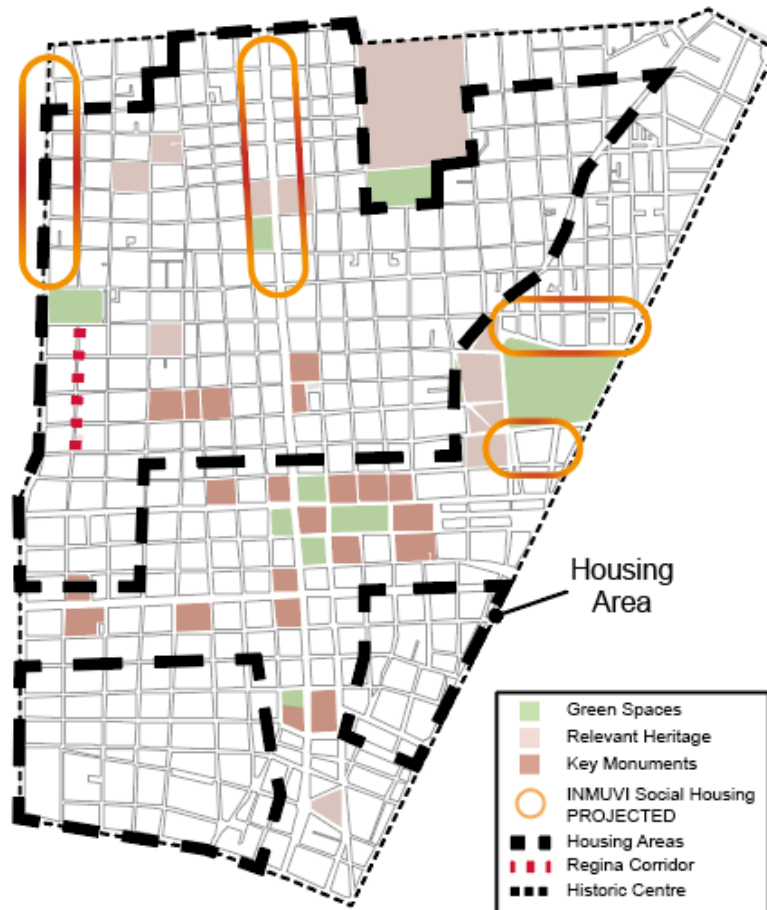 Housing
Area
Green Spaces
Relevant Heritage
Key Monuments
INMUVI Social Housing
PROJECTED
Housing Areas
Regina Corridor
Historic Centre